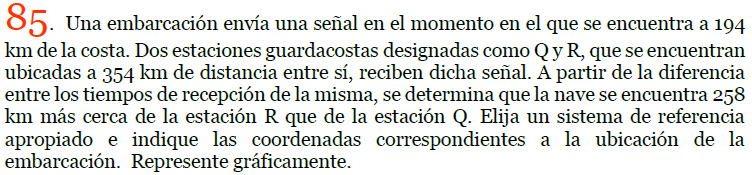 85. Una embarcación envía una señal en el momento en el que se encuentra a 194
km de la costa. Dos estaciones guardacostas designadas como Q y R, que se encuentran
ubicadas a 354 km de distancia entre sí, reciben dicha señal. A partir de la diferencia
entre los tiempos de recepción de la misma, se determina que la nave se encuentra 258
km más cerca de la estación R que de la estación Q. Elija un sistema de referencia
apropiado e indique las coordenadas correspondientes a la ubicación de la
embarcación. Represente gráficamente.